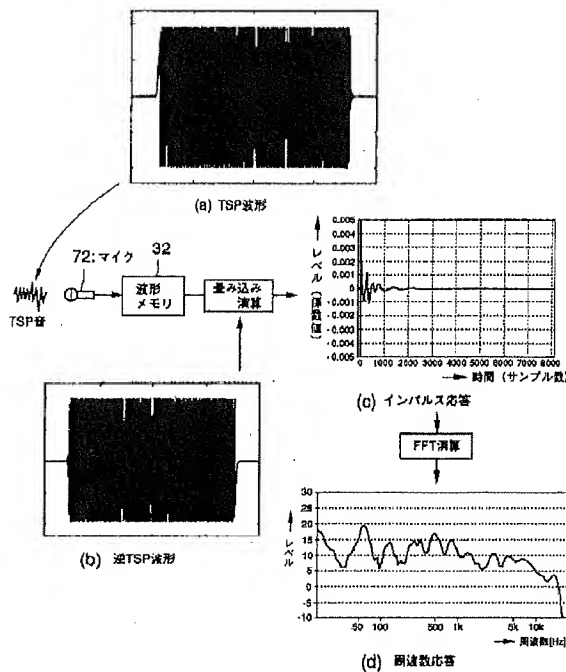 (a) TSP波形
72:マイク
32
波形
メモリ
畳み込み
演算
TSP音
(b) 逆TSP波形
レベル(係数値)
0.005
0.004
0.003
0.002
0.001
0
-0.001
-0.002
-0.003
-0.004
-0.005
0 1000 2000 3000 4000 5000 6000 7000 8000
時間 (サンプル数)
(c) インパルス応答
FFT演算
レベル
30
25
20
15
10
5
0
-5
-10
50 100 500 1k 5k 10k
周波数[Hz]
(d) 周波数応答